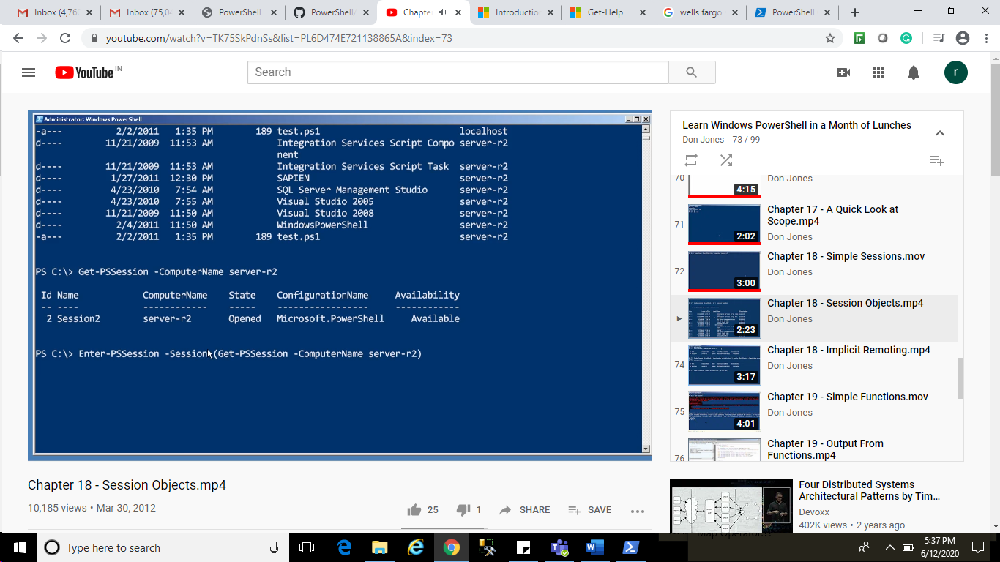 Inbox (4,760
Inbox (75,04
PowerShell
PowerShell/
Chapte
Introduction
Get-Help
wells fargo
PowerShell
youtube.com/watch?v=TK75SkPdnSs&list=PL6D474E721138865A&index=73
YouTube IN
Search
r
Administrator: Windows PowerShell
-a--- 2/2/2011 1:35 PM 189 test.ps1 localhost
d---- 11/21/2009 11:53 AM Integration Services Script Compo server-r2
nent
d---- 11/21/2009 11:53 AM Integration Services Script Task server-r2
d---- 1/27/2011 12:30 PM SAPIEN server-r2
d---- 4/23/2010 7:54 AM SQL Server Management Studio server-r2
d---- 4/23/2010 7:55 AM Visual Studio 2005 server-r2
d---- 11/21/2009 11:50 AM Visual Studio 2008 server-r2
d---- 2/4/2011 11:50 AM WindowsPowerShell server-r2
-a--- 2/2/2011 1:35 PM 189 test.ps1 server-r2
PS C:\> Get-PSSession -ComputerName server-r2
Id Name ComputerName State ConfigurationName Availability
-- ---- ------------ ----- ----------------- ------------
2 Session2 server-r2 Opened Microsoft.PowerShell Available
PS C:\> Enter-PSSession -Session (Get-PSSession -ComputerName server-r2)
Learn Windows PowerShell in a Month of Lunches
Don Jones - 73 / 99
70
Don Jones
4:15
71
Chapter 17 - A Quick Look at
Scope.mp4
Don Jones
2:02
72
Chapter 18 - Simple Sessions.mov
Don Jones
3:00
Chapter 18 - Session Objects.mp4
Don Jones
2:23
74
Chapter 18 - Implicit Remoting.mp4
Don Jones
3:17
75
Chapter 19 - Simple Functions.mov
Don Jones
4:01
76
Chapter 19 - Output From
Functions.mp4
Chapter 18 - Session Objects.mp4
10,185 views • Mar 30, 2012
25
1
SHARE
SAVE
Four Distributed Systems
Architectural Patterns by Tim...
Devoxx
402K views • 2 years ago
Type here to search
5:37 PM
6/12/2020